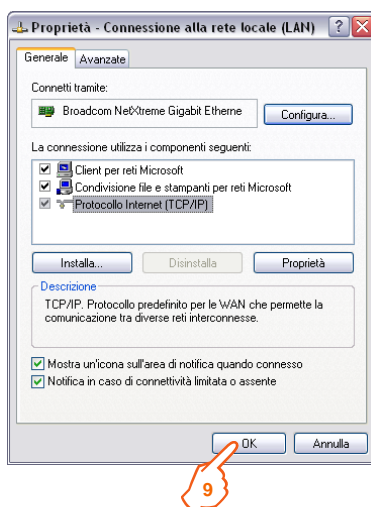 Proprietà - Connessione alla rete locale (LAN)
Generale Avanzate
Connetti tramite:
Broadcom NetXtreme Gigabit Etherne Configura...
La connessione utilizza i componenti seguenti:
Client per reti Microsoft
Condivisione file e stampanti per reti Microsoft
Protocollo Internet (TCP/IP)
Installa... Disinstalla Proprietà
Descrizione
TCP/IP. Protocollo predefinito per le WAN che permette la
comunicazione tra diverse reti interconnesse.
Mostra un'icona sull'area di notifica quando connesso
Notifica in caso di connettività limitata o assente
OK Annulla
9